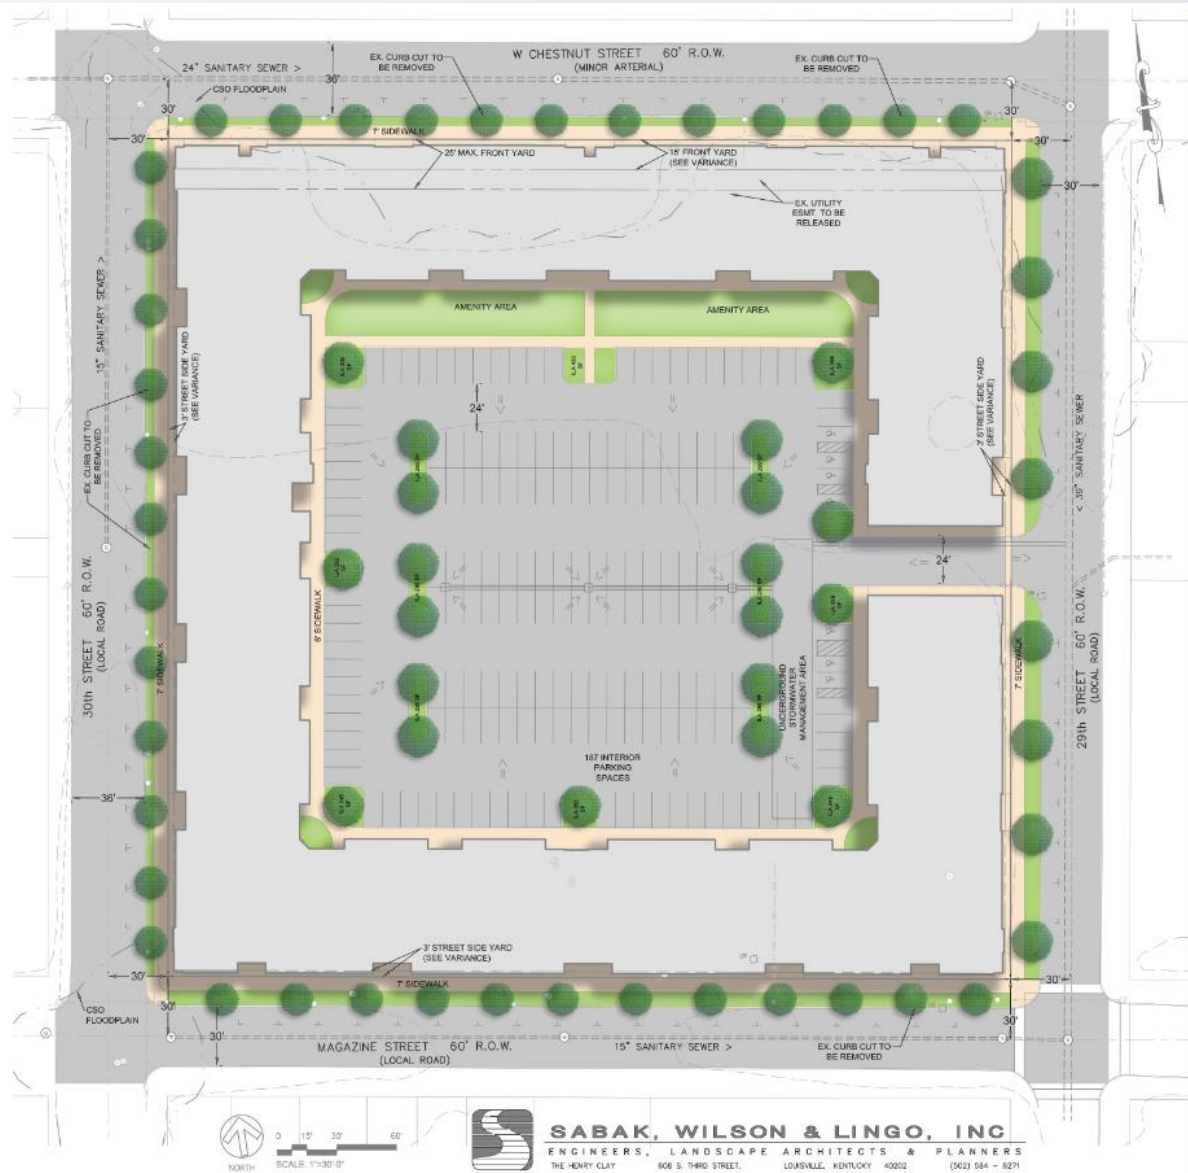 W CHESTNUT STREET 60' R.O.W.
(MINOR ARTERIAL)
24" SANITARY SEWER >
EX. CURB CUT TO
BE REMOVED
EX. CURB CUT TO
BE REMOVED
CSO FLOODPLAIN
36'
30'
30'
30'
30'
30'
7' SIDEWALK
25' MAX. FRONT YARD
15' FRONT YARD
(SEE VARIANCE)
EX. UTILITY
ESMT. TO BE
RELEASED
AMENITY AREA
AMENITY AREA
15" SANITARY SEWER >
3' STREET SIDE YARD
(SEE VARIANCE)
EX. CURB CUT TO
BE REMOVED
24'
3' STREET SIDE YARD
(SEE VARIANCE)
< 39" SANITARY SEWER
24'
30th STREET 60' R.O.W.
(LOCAL ROAD)
7' SIDEWALK
6' SIDEWALK
UNDERGROUND
STORMWATER
MANAGEMENT AREA
7' SIDEWALK
29th STREET 60' R.O.W.
(LOCAL ROAD)
187 INTERIOR
PARKING
SPACES
36'
3' STREET SIDE YARD
(SEE VARIANCE)
7' SIDEWALK
30'
30'
30'
30'
30'
CSO
FLOODPLAIN
MAGAZINE STREET 60' R.O.W.
(LOCAL ROAD)
15" SANITARY SEWER >
EX. CURB CUT TO
BE REMOVED
NORTH
0 15' 30' 60'
SCALE: 1"=30'-0"
SABAK, WILSON & LINGO, INC
ENGINEERS, LANDSCAPE ARCHITECTS & PLANNERS
THE HENRY CLAY 608 S. THIRD STREET, LOUISVILLE, KENTUCKY 40202 (502) 584 - 6271